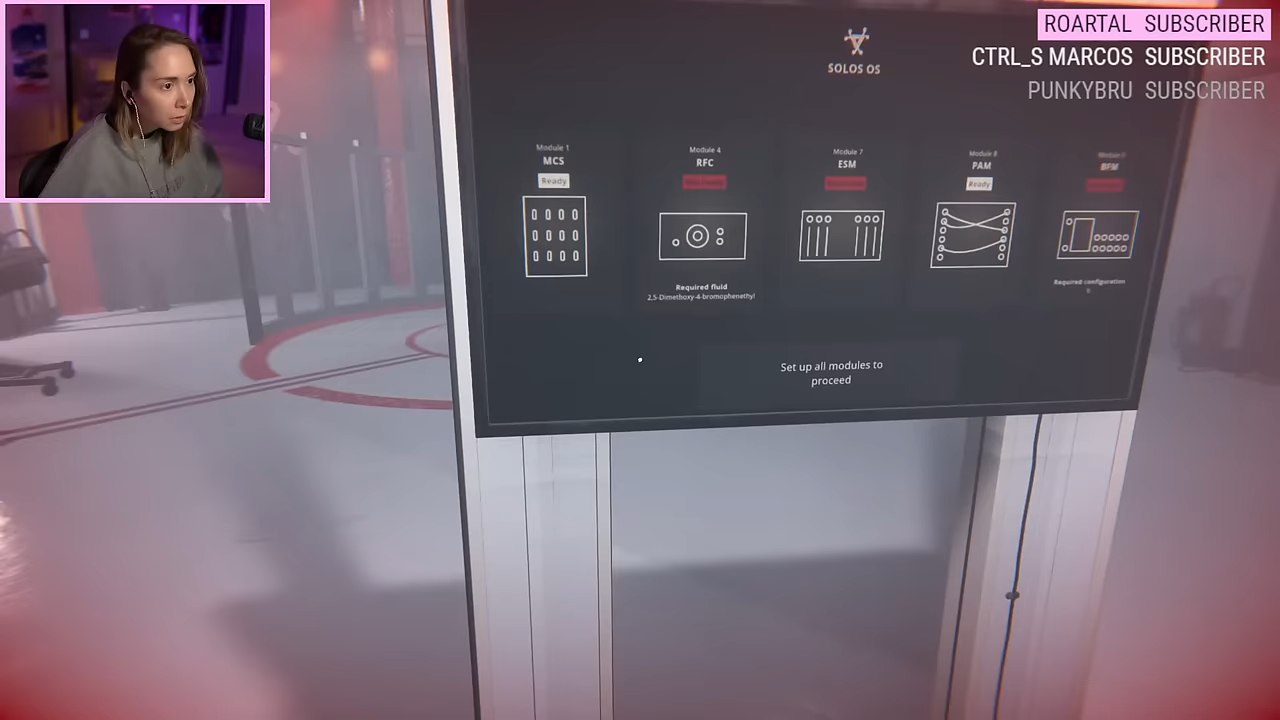 ROARTAL SUBSCRIBER
CTRL_S MARCOS SUBSCRIBER
PUNKYBRU SUBSCRIBER
SOLOS OS
Module 1
MCS
Ready
Module 4
RFC
Required fluid
2,5-Dimethoxy-4-bromophenethyl
Module 7
ESM
Module 8
PAM
Ready
Module
BFM
Required configuration
Set up all modules to
proceed